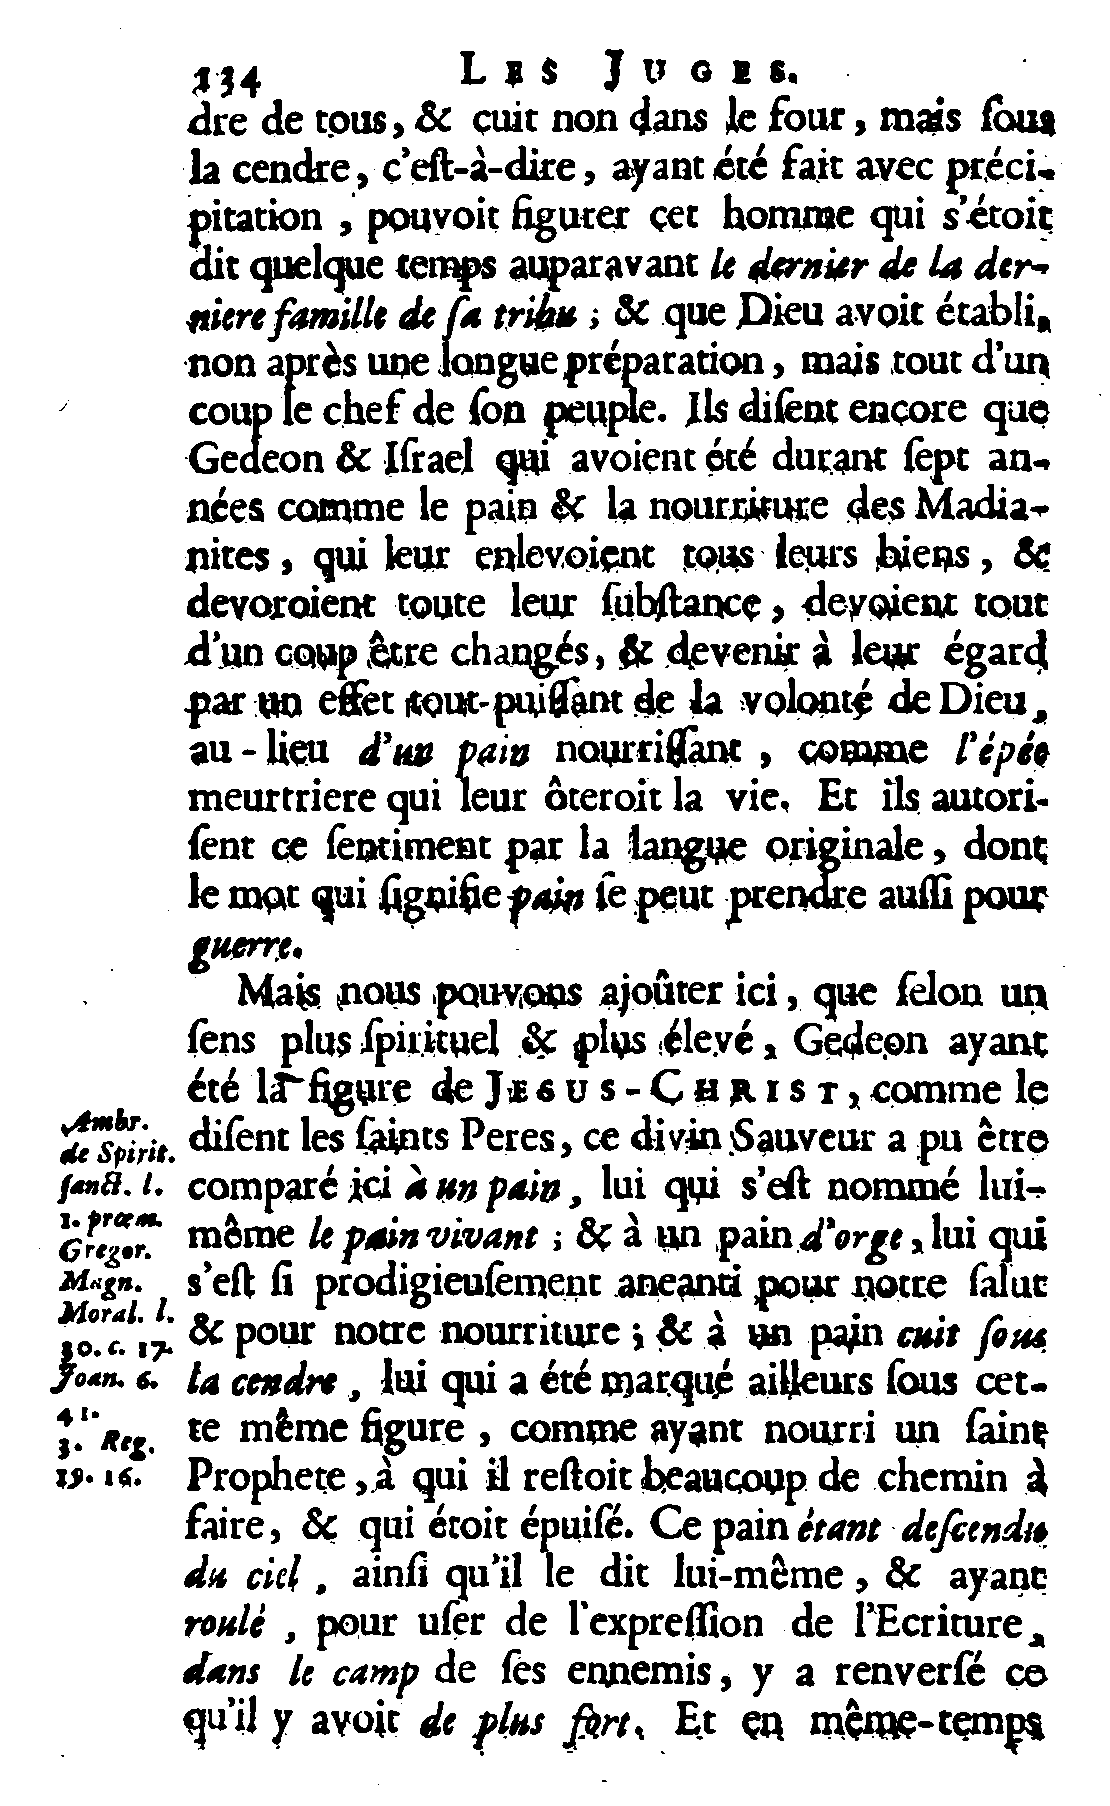 134 LES JUGES.
dre de tous, & cuit non dans le four, mais ſous
la cendre, c'eſt-à-dire, ayant été fait avec préci-
pitation, pouvoit figurer cet homme qui s'étoit
dit quelque temps auparavant le dernier de la der-
niere famille de ſa tribu; & que Dieu avoit établi,
non après une longue préparation, mais tout d'un
coup le chef de ſon peuple. Ils diſent encore que
Gedeon & Iſrael qui avoient été durant ſept an-
nées comme le pain & la nourriture des Madia-
nites, qui leur enlevoient tous leurs biens, &
devoroient toute leur ſubſtance, devoient tout
d'un coup être changés, & devenir à leur égard
par un effet tout-puiſſant de la volonté de Dieu,
au-lieu d'un pain nourriſſant, comme l'épée
meurtriere qui leur ôteroit la vie. Et ils autori-
ſent ce ſentiment par la langue originale, dont
le mot qui ſignifie pain ſe peut prendre auſſi pour
guerre.
Mais nous pouvons ajoûter ici, que ſelon un
ſens plus ſpirituel & plus élevé, Gedeon ayant
été la figure de JESUS-CHRIST, comme le
diſent les ſaints Peres, ce divin Sauveur a pu être
comparé ici à un pain, lui qui s'eſt nommé lui-
même le pain vivant; & à un pain d'orge, lui qui
s'eſt ſi prodigieuſement aneanti pour notre ſalut
& pour notre nourriture; & à un pain cuit ſous
la cendre, lui qui a été marqué ailleurs ſous cet-
te même figure, comme ayant nourri un ſaint
Prophete, à qui il reſtoit beaucoup de chemin à
faire, & qui étoit épuiſé. Ce pain étant deſcendu
du ciel, ainſi qu'il le dit lui-même, & ayant
roulé, pour uſer de l'expreſſion de l'Ecriture,
dans le camp de ſes ennemis, y a renverſé ce
qu'il y avoit de plus fort. Et en même-temps
Ambr.
de Spirit.
ſanct. l.
1. proœm.
Gregor.
Magn.
Moral. l.
30. c. 17.
Joan. 6.
41.
3. Reg.
19. 16.